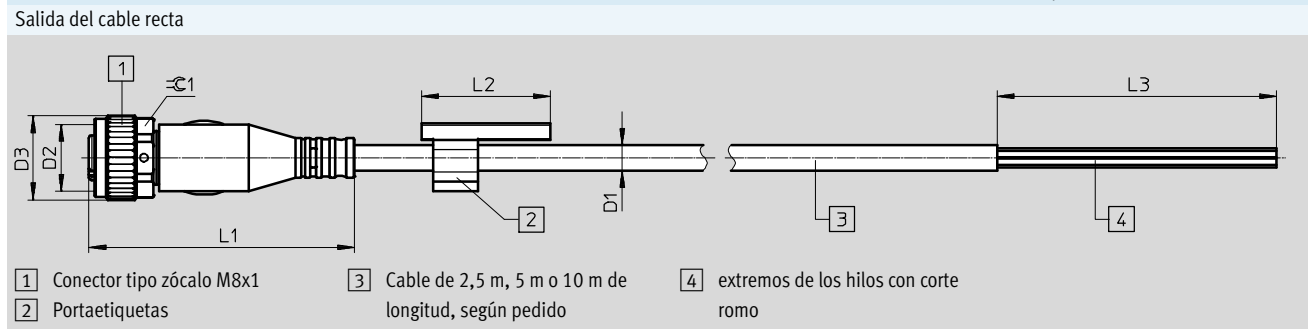 Salida del cable recta
1
=©1
L2
L3
D3
D2
D1
L1
2
3
4
1 Conector tipo zócalo M8x1
2 Portaetiquetas
3 Cable de 2,5 m, 5 m o 10 m de
longitud, según pedido
4 extremos de los hilos con corte
romo